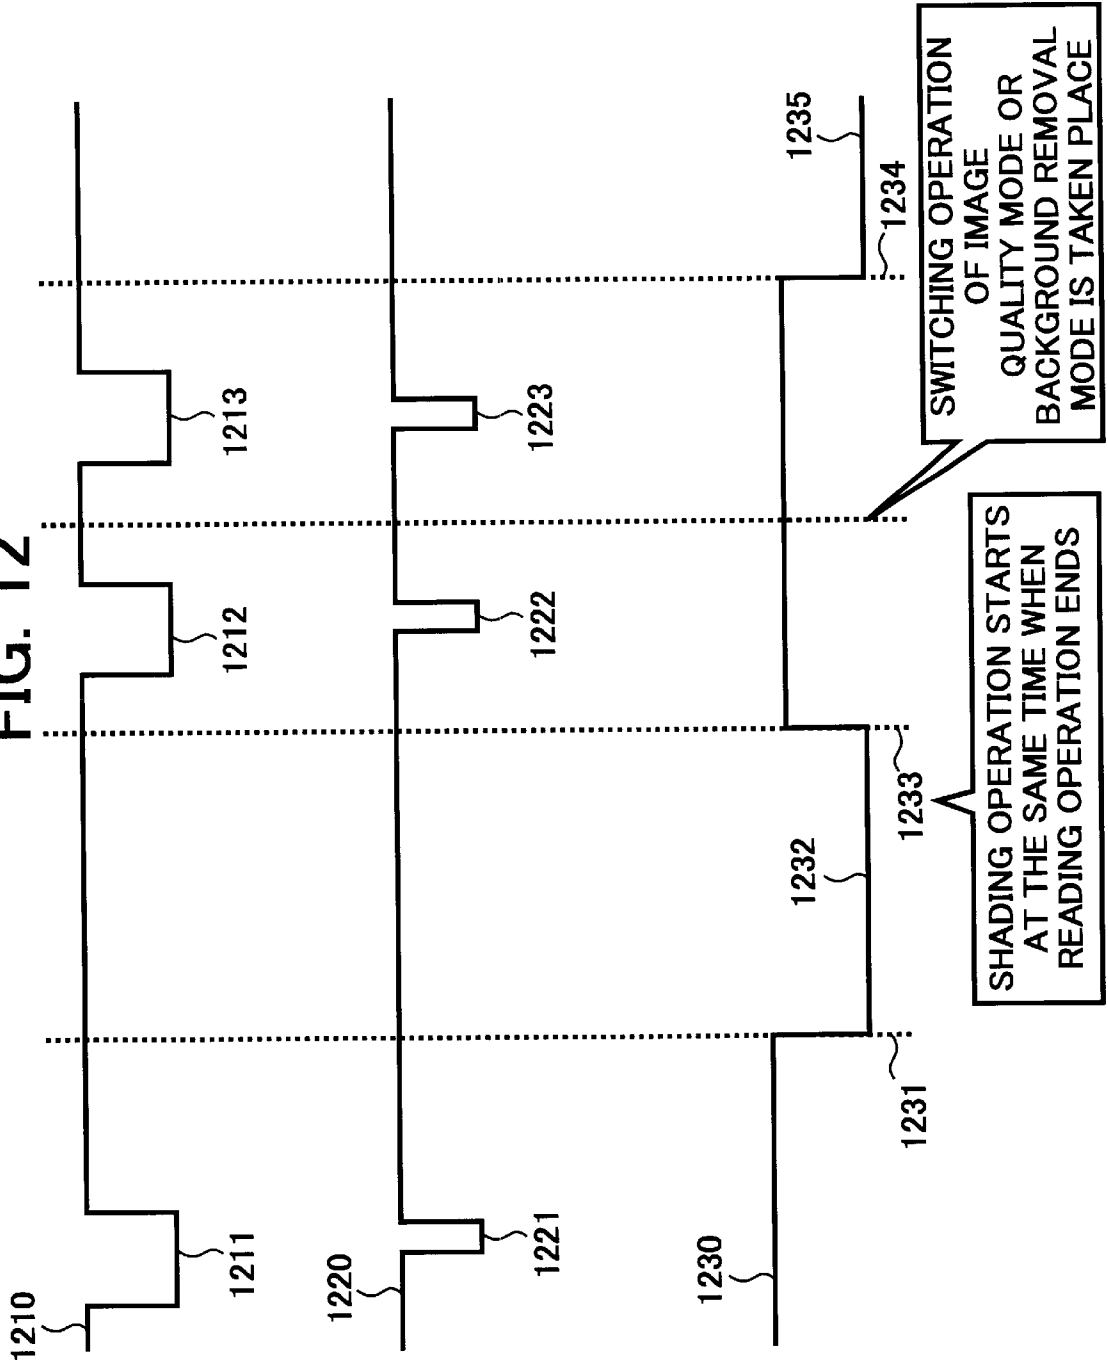 FIG. 12
1210
1211
1212
1213
1220
1221
1222
1223
1230
1231
1232
1233
1234
1235
SHADING OPERATION STARTS
AT THE SAME TIME WHEN
READING OPERATION ENDS
SWITCHING OPERATION
OF IMAGE
QUALITY MODE OR
BACKGROUND REMOVAL
MODE IS TAKEN PLACE